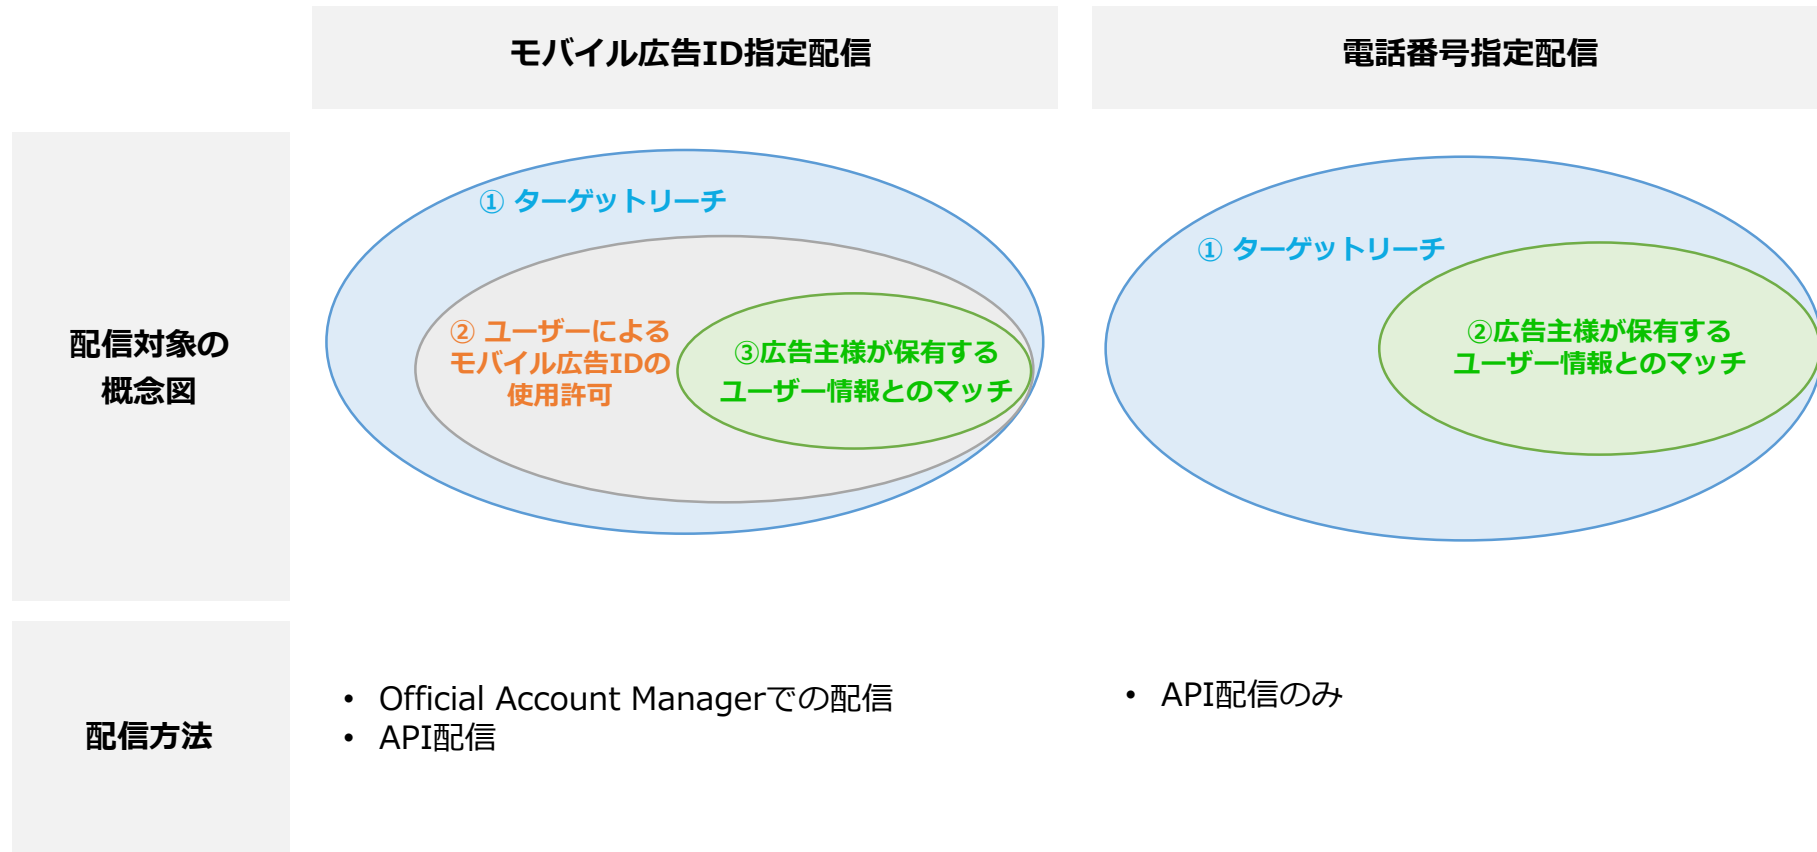 モバイル広告ID指定配信
電話番号指定配信
配信対象の
概念図
① ターゲットリーチ
② ユーザーによる
モバイル広告IDの
使用許可
③広告主様が保有する
ユーザー情報とのマッチ
① ターゲットリーチ
②広告主様が保有する
ユーザー情報とのマッチ
配信方法
• Official Account Managerでの配信
• API配信
• API配信のみ